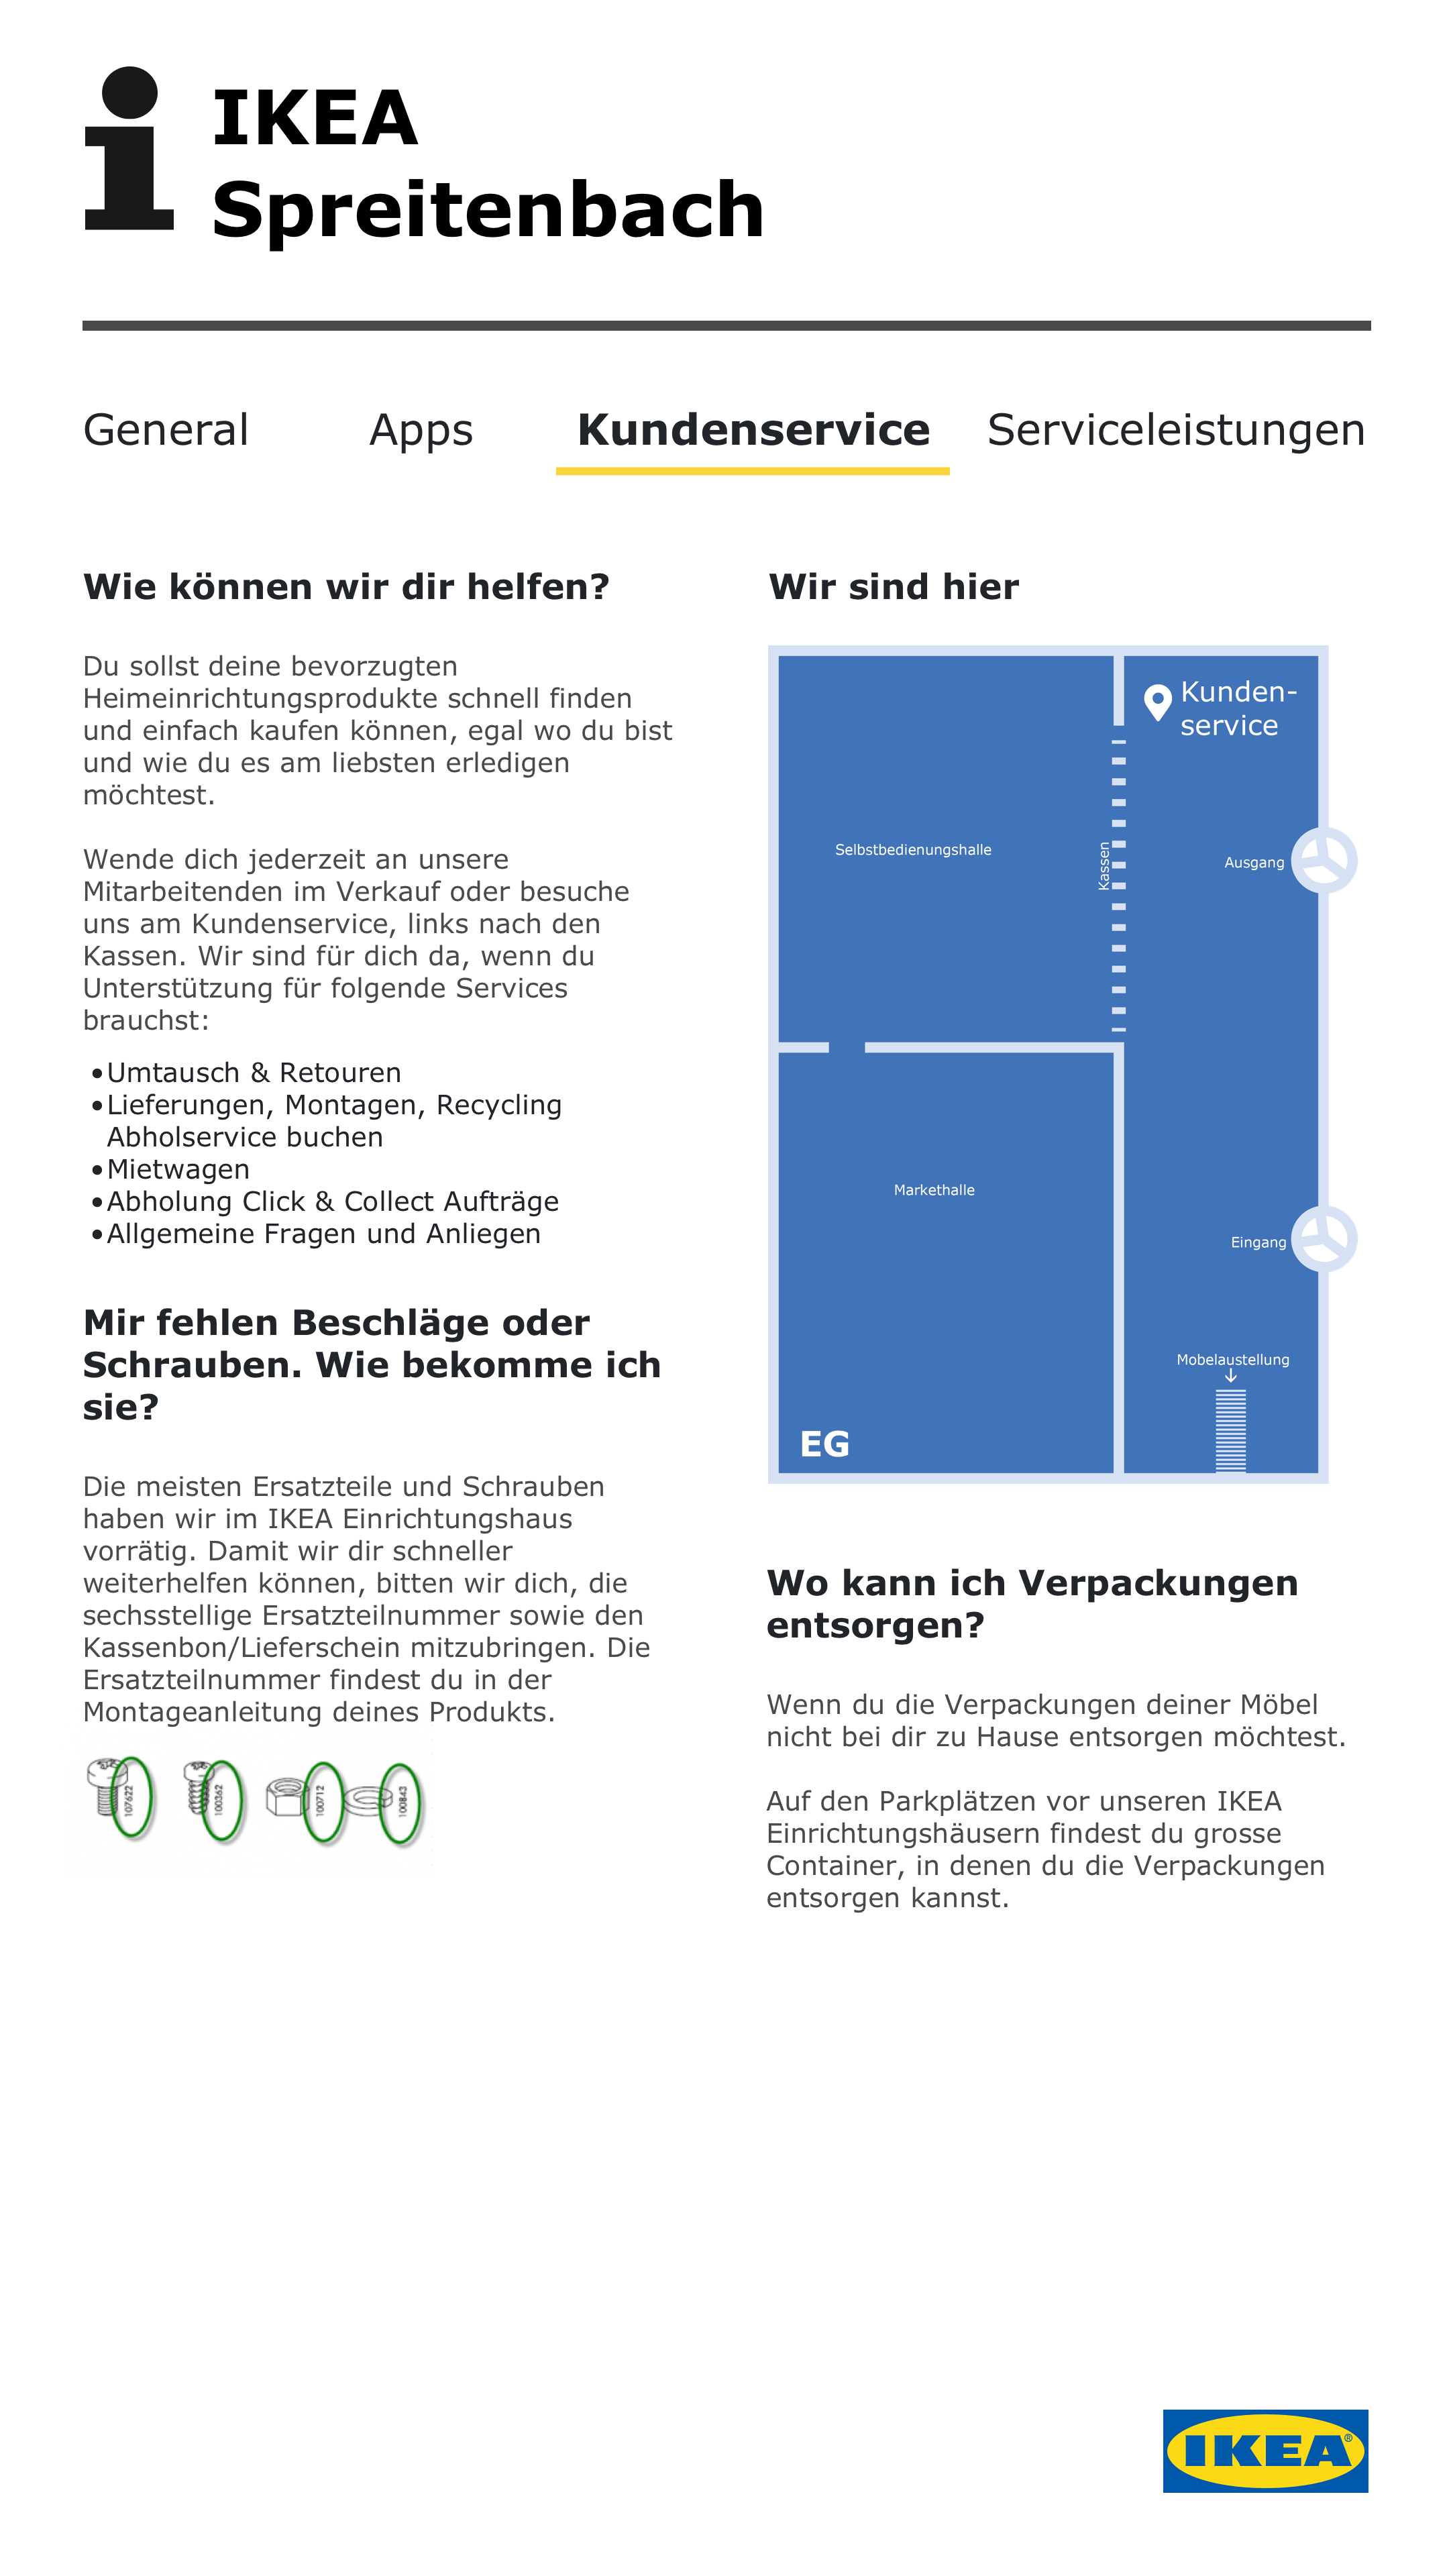 IKEA
Spreitenbach
General
Apps
Kundenservice
Serviceleistungen
Wie können wir dir helfen?
Du sollst deine bevorzugten
Heimeinrichtungsprodukte schnell finden
und einfach kaufen können, egal wo du bist
und wie du es am liebsten erledigen
möchtest.
Wende dich jederzeit an unsere
Mitarbeitenden im Verkauf oder besuche
uns am Kundenservice, links nach den
Kassen. Wir sind für dich da, wenn du
Unterstützung für folgende Services
brauchst:
•Umtausch & Retouren
•Lieferungen, Montagen, Recycling
Abholservice buchen
•Mietwagen
•Abholung Click & Collect Aufträge
•Allgemeine Fragen und Anliegen
Mir fehlen Beschläge oder
Schrauben. Wie bekomme ich
sie?
Die meisten Ersatzteile und Schrauben
haben wir im IKEA Einrichtungshaus
vorrätig. Damit wir dir schneller
weiterhelfen können, bitten wir dich, die
sechsstellige Ersatzteilnummer sowie den
Kassenbon/Lieferschein mitzubringen. Die
Ersatzteilnummer findest du in der
Montageanleitung deines Produkts.
107622
100362
100712
100843
Wir sind hier
Kunden-
service
Selbstbedienungshalle
Kassen
Ausgang
Markethalle
Eingang
Mobelaustellung
EG
Wo kann ich Verpackungen
entsorgen?
Wenn du die Verpackungen deiner Möbel
nicht bei dir zu Hause entsorgen möchtest.
Auf den Parkplätzen vor unseren IKEA
Einrichtungshäusern findest du grosse
Container, in denen du die Verpackungen
entsorgen kannst.
IKEA®